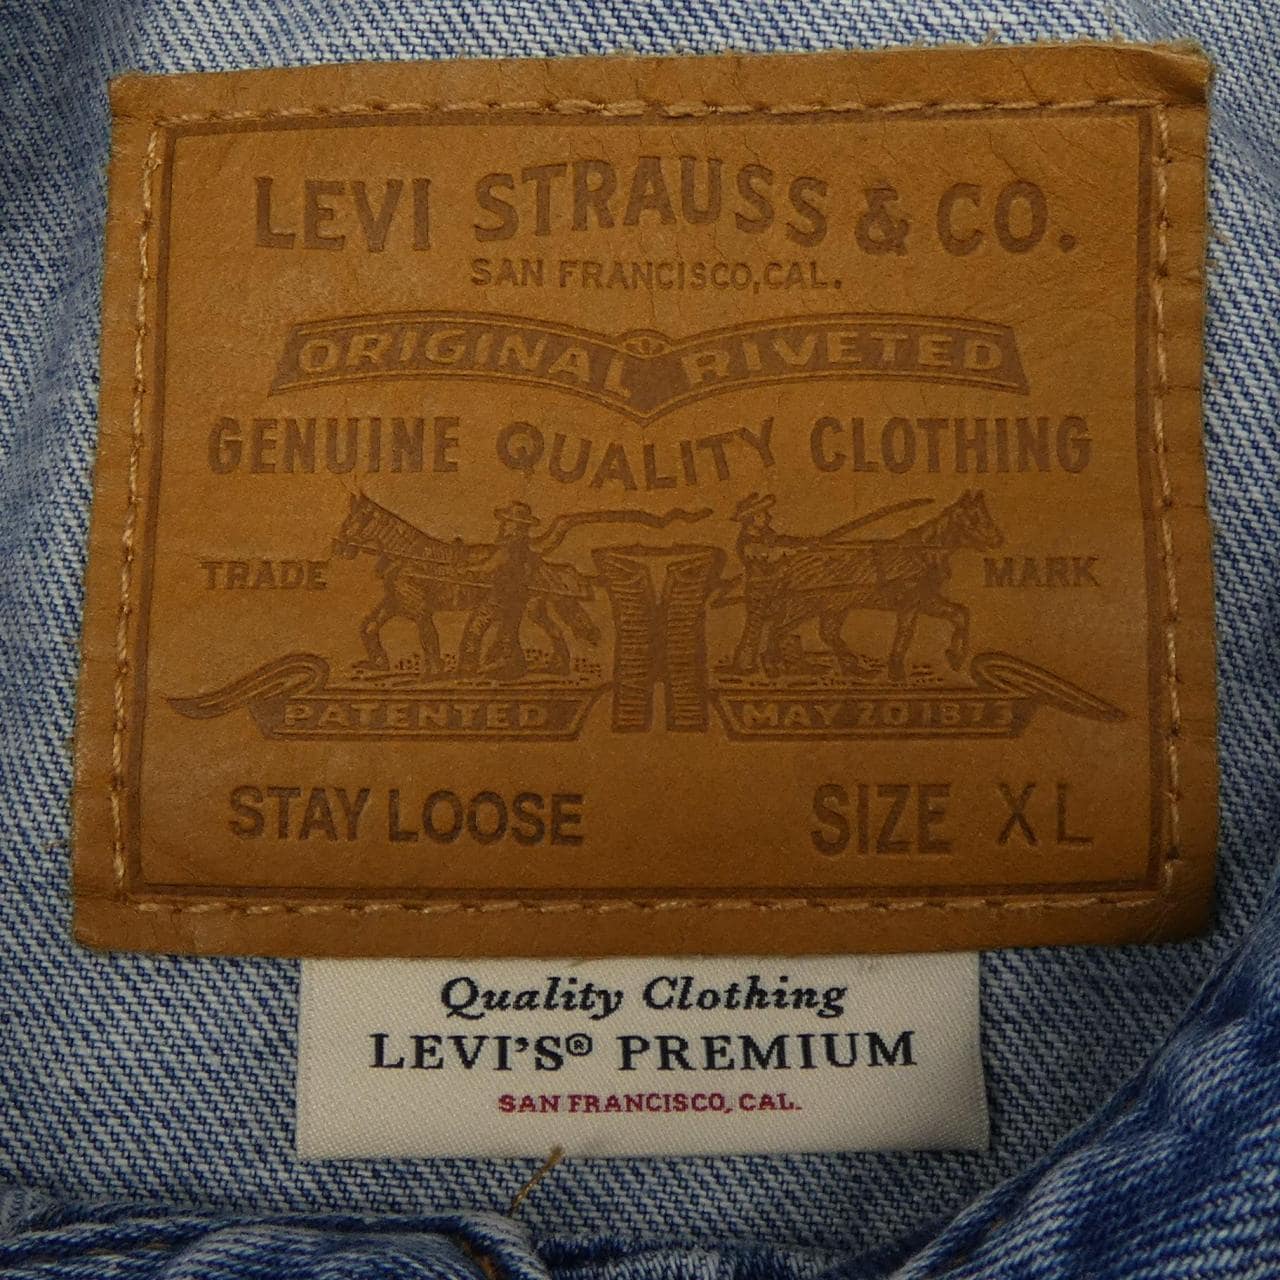 LEVI STRAUSS & CO.
SAN FRANCISCO, CAL.
ORIGINAL RIVETED
GENUINE QUALITY CLOTHING
TRADE MARK
PATENTED MAY 20 1873
STAY LOOSE SIZE XL
Quality Clothing
LEVI'S® PREMIUM
SAN FRANCISCO, CAL.